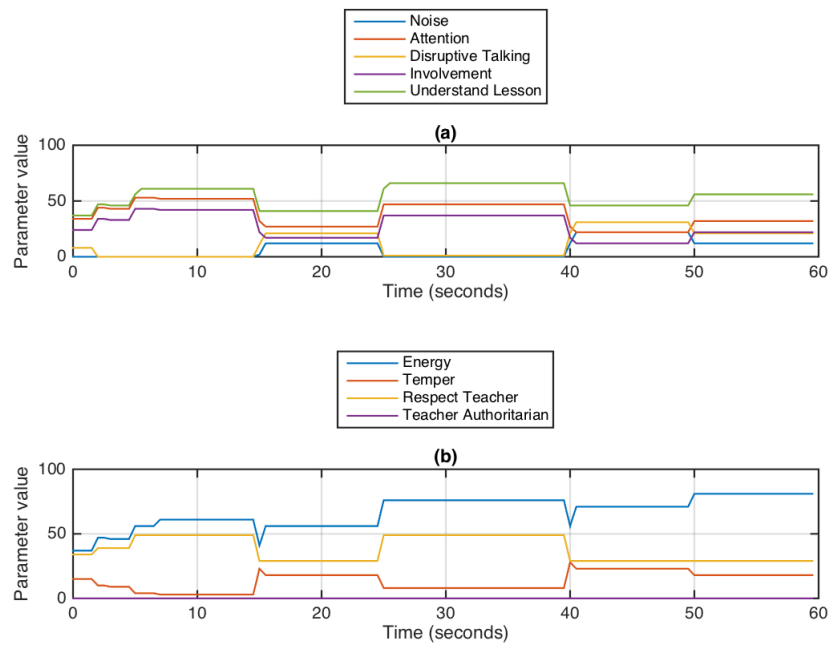 Noise
Attention
Disruptive Talking
Involvement
Understand Lesson
(a)
100
50
0
Parameter value
0 10 20 30 40 50 60
Time (seconds)
Energy
Temper
Respect Teacher
Teacher Authoritarian
(b)
100
50
0
Parameter value
0 10 20 30 40 50 60
Time (seconds)